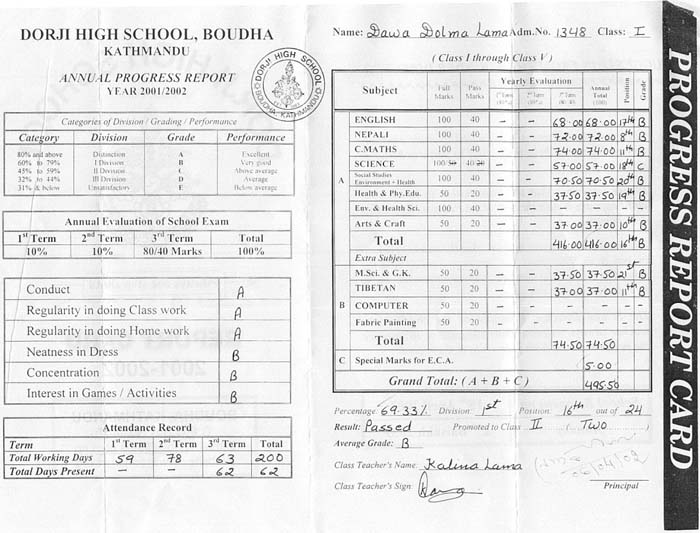 DORJI HIGH SCHOOL, BOUDHA
KATHMANDU
ANNUAL PROGRESS REPORT
YEAR 2001/2002
DORJI HIGH SCHOOL
BOUDHA, KATHMANDU
Categories of Division / Grading / Performance
Category Division Grade Performance
80% and above Distinction A Excellent
60% to 79% I Division B Very good
45% to 59% II Division C Above average
32% to 44% III Division D Average
31% & below Unsatisfactory E Below average
Annual Evaluation of School Exam
1st Term 2nd Term 3rd Term Total
10% 10% 80/40 Marks 100%
Conduct A
Regularity in doing Class work A
Regularity in doing Home work A
Neatness in Dress B
Concentration B
Interest in Games / Activities B
Attendance Record
Term 1st Term 2nd Term 3rd Term Total
Total Working Days 59 78 63 200
Total Days Present - - 62 62
Name: Dawa Dolma Lama Adm.No. 1348 Class: I
( Class I through Class V )
Subject Full Marks Pass Marks Yearly Evaluation Annual Total (100) Position Grade
A
ENGLISH 100 40 - - 68.00 68.00 17th B
NEPALI 100 40 - - 72.00 72.00 8th B
C.MATHS 100 40 - - 74.00 74.00 11th B
SCIENCE 100/50 40/20 - - 57.00 57.00 18th C
Social Studies Environment + Health 100 40 - - 70.50 70.50 20th B
Health & Phy.Edu. 50 20 - - 37.50 37.50 19th B
Env. & Health Sci. 100 40 - - - - - -
Arts & Craft 50 20 - - 37.00 37.00 10th B
Total 416.00 416.00 16th B
Extra Subject
B
M.Sci. & G.K. 50 20 - - 37.50 37.50 21st B
TIBETAN 50 20 - - 37.00 37.00 11th B
COMPUTER 50 20 - - - - - -
Fabric Painting 50 20 - - - - - -
Total 74.50 74.50
C Special Marks for E.C.A. 5.00
Grand Total: ( A + B + C ) 495.50
Percentage: 69.33% Division: 1st Position: 16th out of 24
Result: Passed Promoted to Class II ( TWO )
Average Grade: B
Class Teacher's Name: Kalina Lama
Class Teacher's Sign:
Principal
PROGRESS REPORT CARD